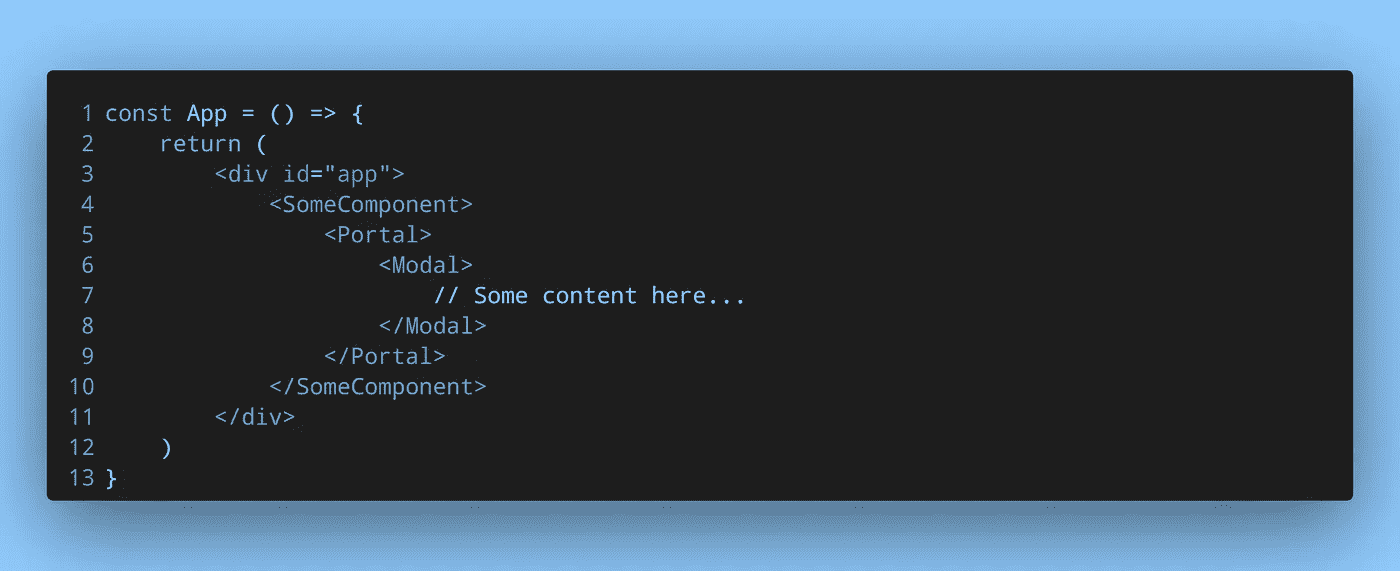 1 const App = () => {
2     return (
3         <div id="app">
4             <SomeComponent>
5                 <Portal>
6                     <Modal>
7                         // Some content here...
8                     </Modal>
9                 </Portal>
10             </SomeComponent>
11         </div>
12     )
13 }